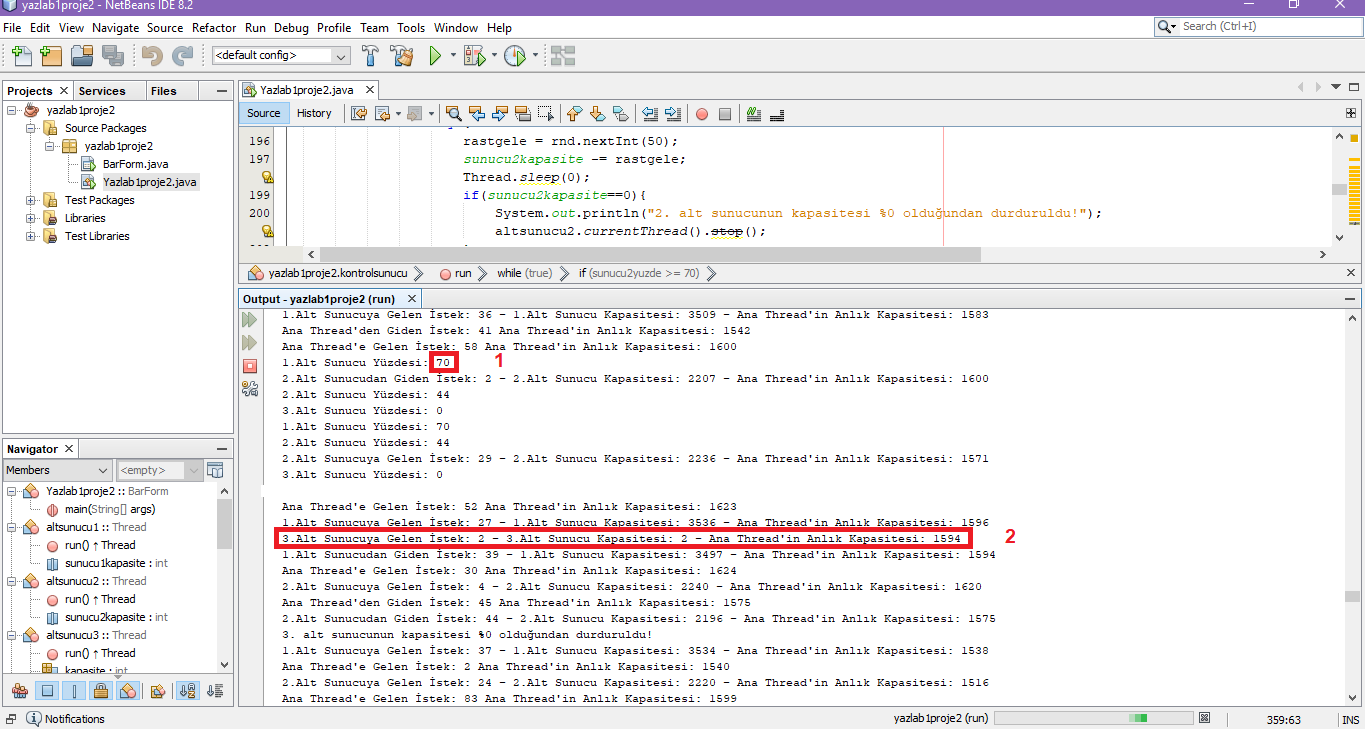 yazlab1proje2 - NetBeans IDE 8.2
File Edit View Navigate Source Refactor Run Debug Profile Team Tools Window Help
Search (Ctrl+I)
<default config>
Projects Services Files
yazlab1proje2
Source Packages
yazlab1proje2
BarForm.java
Yazlab1proje2.java
Test Packages
Libraries
Test Libraries
Navigator
Members <empty>
Yazlab1proje2 :: BarForm
main(String[] args)
altsunucu1 :: Thread
run() ↑ Thread
sunucu1kapasite : int
altsunucu2 :: Thread
run() ↑ Thread
sunucu2kapasite : int
altsunucu3 :: Thread
run() ↑ Thread
kapasite : int
Yazlab1proje2.java
Source History
196 rastgele = rnd.nextInt(50);
197 sunucu2kapasite -= rastgele;
Thread.sleep(0);
199 if(sunucu2kapasite==0){
200 System.out.println("2. alt sunucunun kapasitesi %0 olduğundan durduruldu!");
altsunucu2.currentThread().stop();
yazlab1proje2.kontrolsunucu run while (true) if (sunucu2yuzde >= 70)
Output - yazlab1proje2 (run)
1.Alt Sunucuya Gelen İstek: 36 - 1.Alt Sunucu Kapasitesi: 3509 - Ana Thread'in Anlık Kapasitesi: 1583
Ana Thread'den Giden İstek: 41 Ana Thread'in Anlık Kapasitesi: 1542
Ana Thread'e Gelen İstek: 58 Ana Thread'in Anlık Kapasitesi: 1600
1.Alt Sunucu Yüzdesi: 70 1
2.Alt Sunucudan Giden İstek: 2 - 2.Alt Sunucu Kapasitesi: 2207 - Ana Thread'in Anlık Kapasitesi: 1600
2.Alt Sunucu Yüzdesi: 44
3.Alt Sunucu Yüzdesi: 0
1.Alt Sunucu Yüzdesi: 70
2.Alt Sunucu Yüzdesi: 44
2.Alt Sunucuya Gelen İstek: 29 - 2.Alt Sunucu Kapasitesi: 2236 - Ana Thread'in Anlık Kapasitesi: 1571
3.Alt Sunucu Yüzdesi: 0
Ana Thread'e Gelen İstek: 52 Ana Thread'in Anlık Kapasitesi: 1623
1.Alt Sunucuya Gelen İstek: 27 - 1.Alt Sunucu Kapasitesi: 3536 - Ana Thread'in Anlık Kapasitesi: 1596
3.Alt Sunucuya Gelen İstek: 2 - 3.Alt Sunucu Kapasitesi: 2 - Ana Thread'in Anlık Kapasitesi: 1594 2
1.Alt Sunucudan Giden İstek: 39 - 1.Alt Sunucu Kapasitesi: 3497 - Ana Thread'in Anlık Kapasitesi: 1594
Ana Thread'e Gelen İstek: 30 Ana Thread'in Anlık Kapasitesi: 1624
2.Alt Sunucuya Gelen İstek: 4 - 2.Alt Sunucu Kapasitesi: 2240 - Ana Thread'in Anlık Kapasitesi: 1620
Ana Thread'den Giden İstek: 45 Ana Thread'in Anlık Kapasitesi: 1575
2.Alt Sunucudan Giden İstek: 44 - 2.Alt Sunucu Kapasitesi: 2196 - Ana Thread'in Anlık Kapasitesi: 1575
3. alt sunucunun kapasitesi %0 olduğundan durduruldu!
1.Alt Sunucuya Gelen İstek: 37 - 1.Alt Sunucu Kapasitesi: 3534 - Ana Thread'in Anlık Kapasitesi: 1538
Ana Thread'e Gelen İstek: 2 Ana Thread'in Anlık Kapasitesi: 1540
2.Alt Sunucuya Gelen İstek: 24 - 2.Alt Sunucu Kapasitesi: 2220 - Ana Thread'in Anlık Kapasitesi: 1516
Ana Thread'e Gelen İstek: 83 Ana Thread'in Anlık Kapasitesi: 1599
Notifications
yazlab1proje2 (run)
359:63 INS